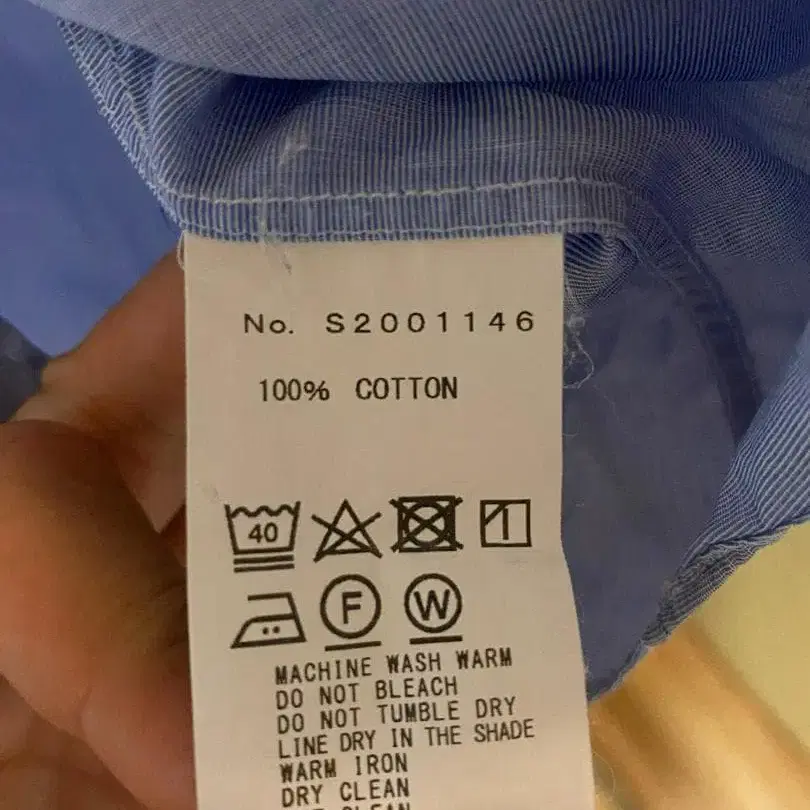 No. S2001146
100% COTTON
40
F W
MACHINE WASH WARM
DO NOT BLEACH
DO NOT TUMBLE DRY
LINE DRY IN THE SHADE
WARM IRON
DRY CLEAN
CLEAN